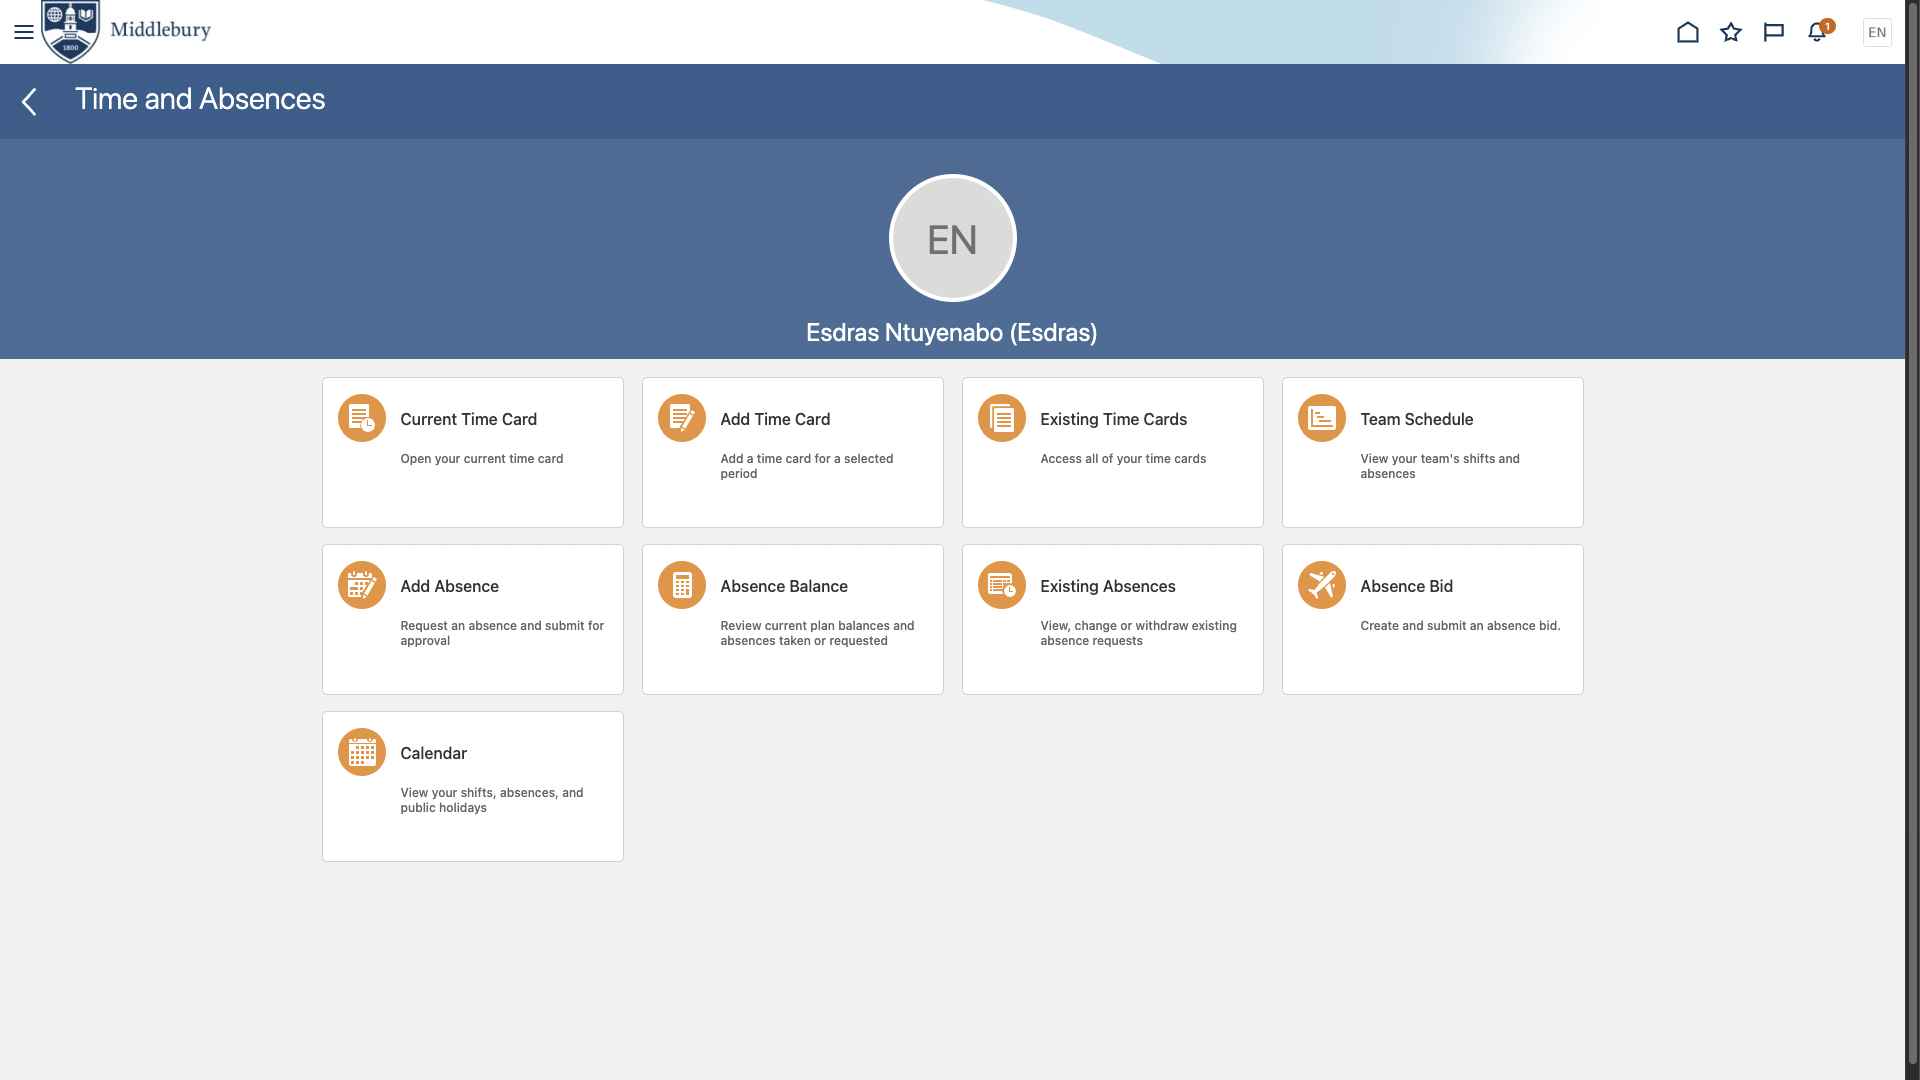 1800
Middlebury
1
EN
Time and Absences
EN
Esdras Ntuyenabo (Esdras)
Current Time Card
Open your current time card
Add Time Card
Add a time card for a selected
period
Existing Time Cards
Access all of your time cards
Team Schedule
View your team's shifts and
absences
Add Absence
Request an absence and submit for
approval
Absence Balance
Review current plan balances and
absences taken or requested
Existing Absences
View, change or withdraw existing
absence requests
Absence Bid
Create and submit an absence bid.
Calendar
View your shifts, absences, and
public holidays